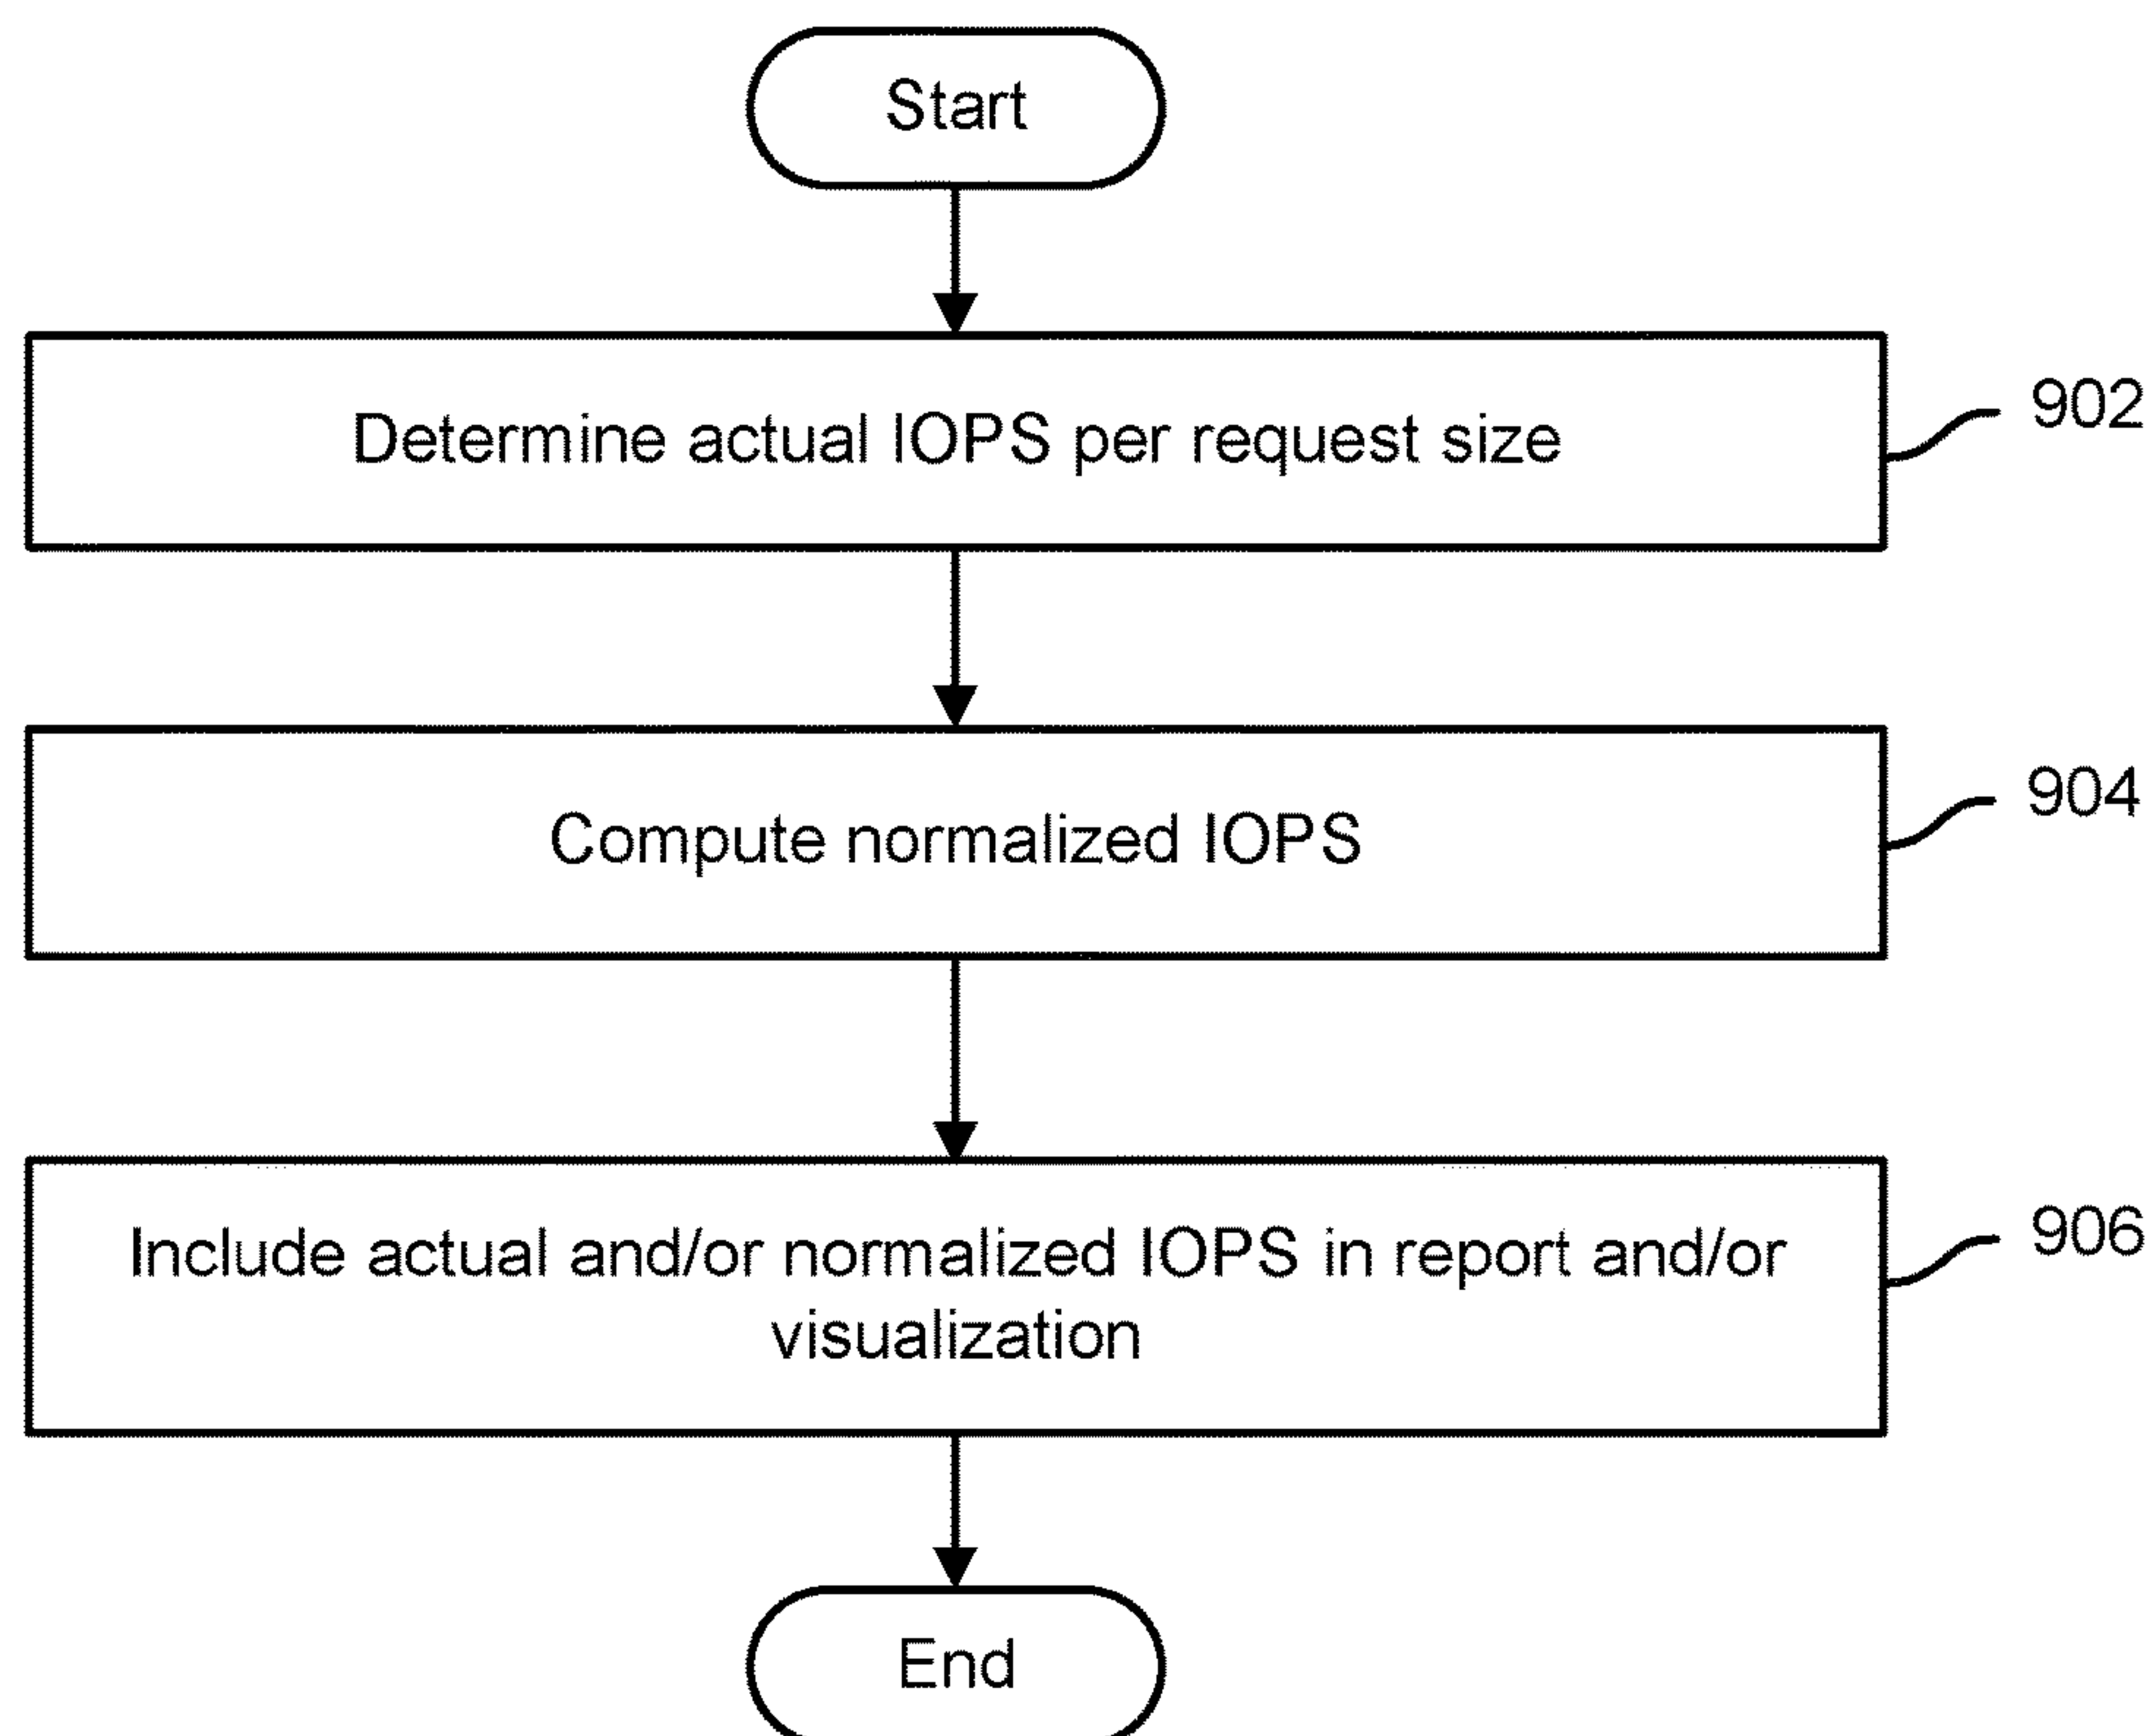 Start
Determine actual IOPS per request size
902
Compute normalized IOPS
904
Include actual and/or normalized IOPS in report and/or
visualization
906
End